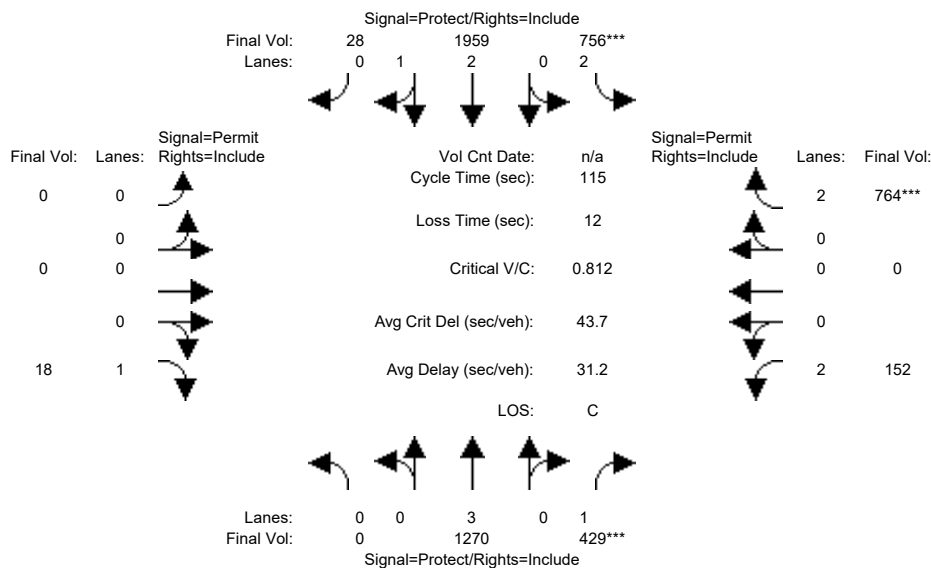 Signal=Protect/Rights=Include
Final Vol: 28 1959 756***
Lanes: 0 1 2 0 2
Signal=Permit Signal=Permit
Final Vol: Lanes: Rights=Include Vol Cnt Date: n/a Rights=Include Lanes: Final Vol:
Cycle Time (sec): 115
0 0 2 764***
Loss Time (sec): 12
0 0
0 0 Critical V/C: 0.812 0 0
0 Avg Crit Del (sec/veh): 43.7 0
18 1 Avg Delay (sec/veh): 31.2 2 152
LOS: C
Lanes: 0 0 3 0 1
Final Vol: 0 1270 429***
Signal=Protect/Rights=Include